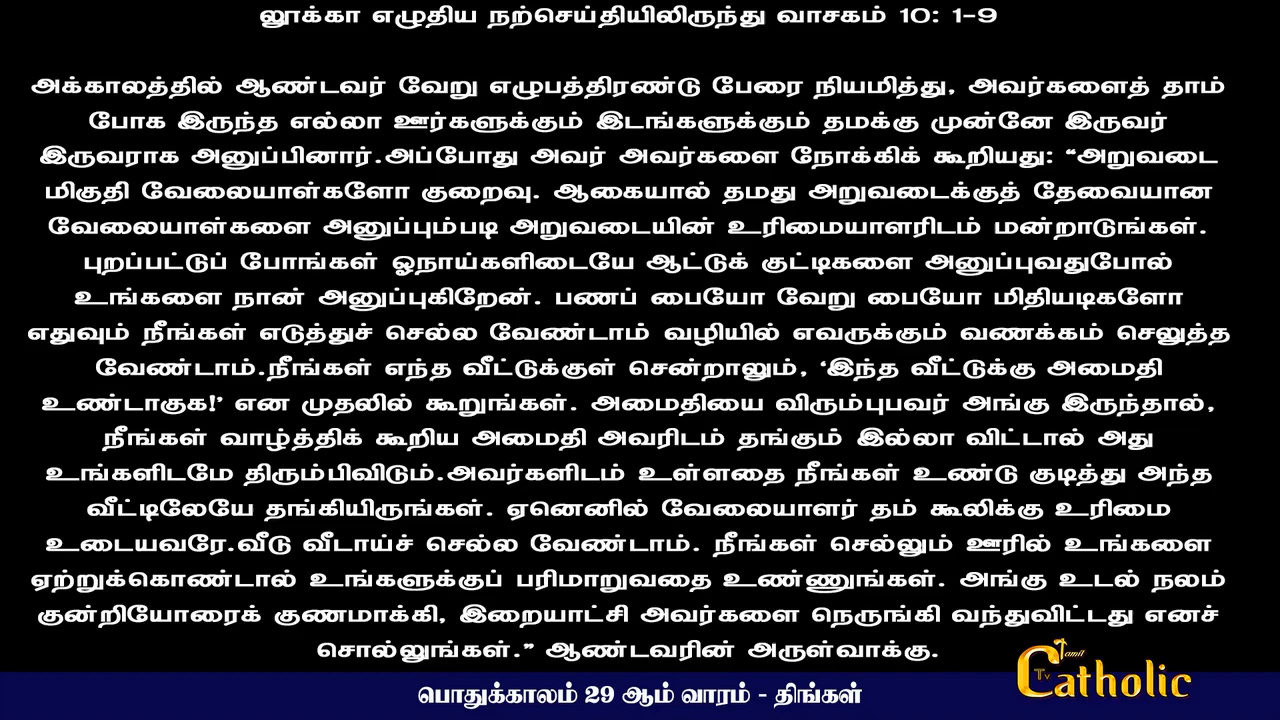 லூக்கா எழுதிய நற்செய்தியிலிருந்து வாசகம் 10: 1-9
அக்காலத்தில் ஆண்டவர் வேறு எழுபத்திரண்டு பேரை நியமித்து, அவர்களைத் தாம்
போக இருந்த எல்லா ஊர்களுக்கும் இடங்களுக்கும் தமக்கு முன்னே இருவர்
இருவராக அனுப்பினார்.அப்போது அவர் அவர்களை நோக்கிக் கூறியது: “அறுவடை
மிகுதி வேலையாள்களோ குறைவு. ஆகையால் தமது அறுவடைக்குத் தேவையான
வேலையாள்களை அனுப்பும்படி அறுவடையின் உரிமையாளரிடம் மன்றாடுங்கள்.
புறப்பட்டுப் போங்கள் ஓநாய்களிடையே ஆட்டுக் குட்டிகளை அனுப்புவதுபோல்
உங்களை நான் அனுப்புகிறேன். பணப் பையோ வேறு பையோ மிதியடிகளோ
எதுவும் நீங்கள் எடுத்துச் செல்ல வேண்டாம் வழியில் எவருக்கும் வணக்கம் செலுத்த
வேண்டாம்.நீங்கள் எந்த வீட்டுக்குள் சென்றாலும், ‘இந்த வீட்டுக்கு அமைதி
உண்டாகுக!’ என முதலில் கூறுங்கள். அமைதியை விரும்புபவர் அங்கு இருந்தால்,
நீங்கள் வாழ்த்திக் கூறிய அமைதி அவரிடம் தங்கும் இல்லா விட்டால் அது
உங்களிடமே திரும்பிவிடும்.அவர்களிடம் உள்ளதை நீங்கள் உண்டு குடித்து அந்த
வீட்டிலேயே தங்கியிருங்கள். ஏனெனில் வேலையாளர் தம் கூலிக்கு உரிமை
உடையவரே.வீடு வீடாய்ச் செல்ல வேண்டாம். நீங்கள் செல்லும் ஊரில் உங்களை
ஏற்றுக்கொண்டால் உங்களுக்குப் பரிமாறுவதை உண்ணுங்கள். அங்கு உடல் நலம்
குன்றியோரைக் குணமாக்கி, இறையாட்சி அவர்களை நெருங்கி வந்துவிட்டது எனச்
சொல்லுங்கள்.” ஆண்டவரின் அருள்வாக்கு.
பொதுக்காலம் 29 ஆம் வாரம் - திங்கள்
Tamil
Catholic
Tv